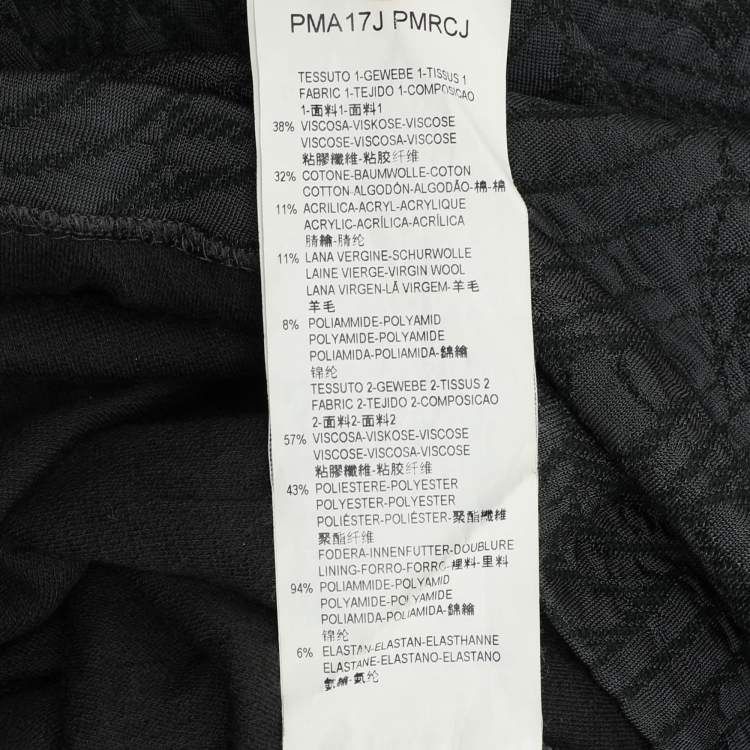 PMA17J PMRCJ
TESSUTO 1-GEWEBE 1-TISSUS 1
FABRIC 1-TEJIDO 1-COMPOSICAO
1-面料1-面料1
38% VISCOSA-VISKOSE-VISCOSE
VISCOSE-VISCOSA-VISCOSE
粘膠纖維-粘胶纤维
32% COTONE-BAUMWOLLE-COTON
COTTON-ALGODÓN-ALGODÃO-棉-棉
11% ACRILICA-ACRYL-ACRYLIQUE
ACRYLIC-ACRÍLICA-ACRÍLICA
腈綸-腈纶
11% LANA VERGINE-SCHURWOLLE
LAINE VIERGE-VIRGIN WOOL
LANA VIRGEN-LÃ VIRGEM-羊毛
羊毛
8% POLIAMMIDE-POLYAMID
POLYAMIDE-POLYAMIDE
POLIAMIDA-POLIAMIDA-錦綸
锦纶
TESSUTO 2-GEWEBE 2-TISSUS 2
FABRIC 2-TEJIDO 2-COMPOSICAO
2-面料2-面料2
57% VISCOSA-VISKOSE-VISCOSE
VISCOSE-VISCOSA-VISCOSE
粘膠纖維-粘胶纤维
43% POLIESTERE-POLYESTER
POLYESTER-POLYESTER
POLIÉSTER-POLIÉSTER-聚酯纖維
聚酯纤维
FODERA-INNENFUTTER-DOUBLURE
LINING-FORRO-FORRO-裡料-里料
94% POLIAMMIDE-POLYAMID
POLYAMIDE-POLYAMIDE
POLIAMIDA-POLIAMIDA-錦綸
锦纶
6% ELASTAN-ELASTAN-ELASTHANNE
ELASTANE-ELASTANO-ELASTANO
氨綸-氨纶